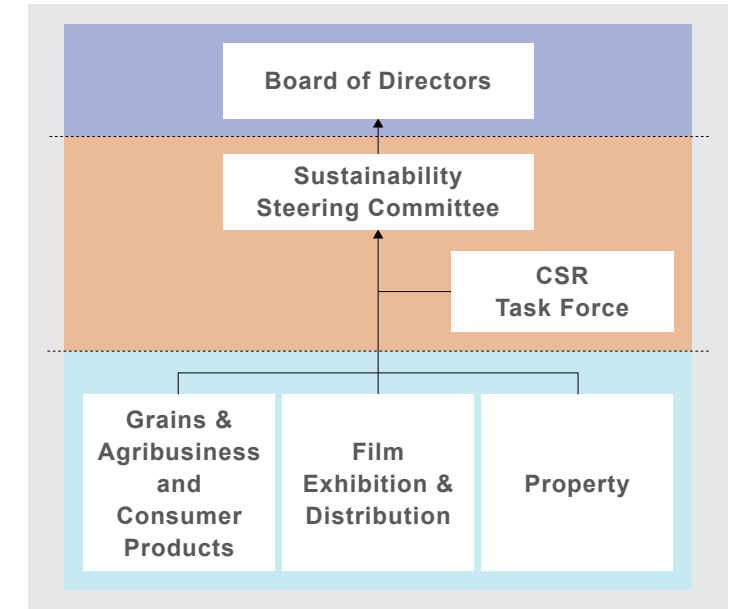 Board of Directors
Sustainability
Steering Committee
CSR
Task Force
Grains &
Agribusiness
and
Consumer
Products
Film
Exhibition &
Distribution
Property